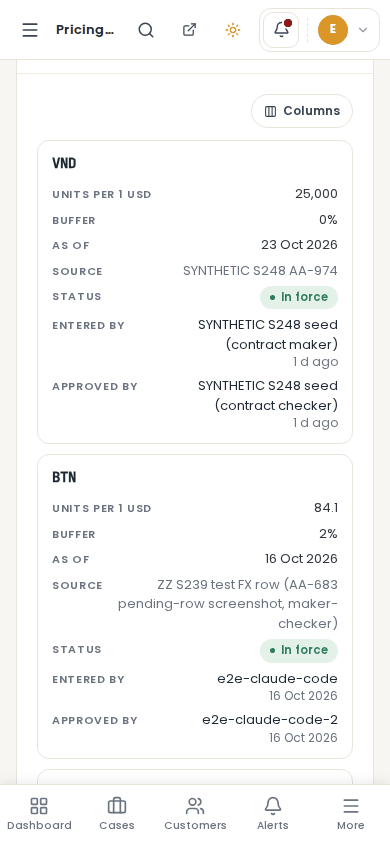 Pricing...
E
Columns
VND
UNITS PER 1 USD 25,000
BUFFER 0%
AS OF 23 Oct 2026
SOURCE SYNTHETIC S248 AA-974
STATUS In force
ENTERED BY SYNTHETIC S248 seed
(contract maker)
1 d ago
APPROVED BY SYNTHETIC S248 seed
(contract checker)
1 d ago
BTN
UNITS PER 1 USD 84.1
BUFFER 2%
AS OF 16 Oct 2026
SOURCE ZZ S239 test FX row (AA-683
pending-row screenshot, maker-
checker)
STATUS In force
ENTERED BY e2e-claude-code
16 Oct 2026
APPROVED BY e2e-claude-code-2
16 Oct 2026
Dashboard Cases Customers Alerts More